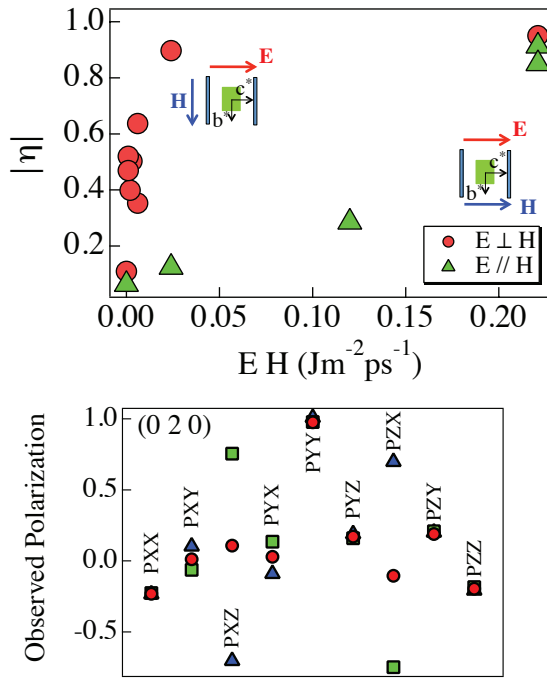 1.0
0.8
0.6
0.4
0.2
|η|
E
H
c*
b*
E
c*
b*
H
E ⊥ H
E // H
0.00
0.05
0.10
0.15
0.20
E H (Jm⁻²ps⁻¹)
1.0
0.5
0.0
-0.5
Observed Polarization
(0 2 0)
PXX
PXY
PXZ
PYX
PYY
PYZ
PZX
PZY
PZZ